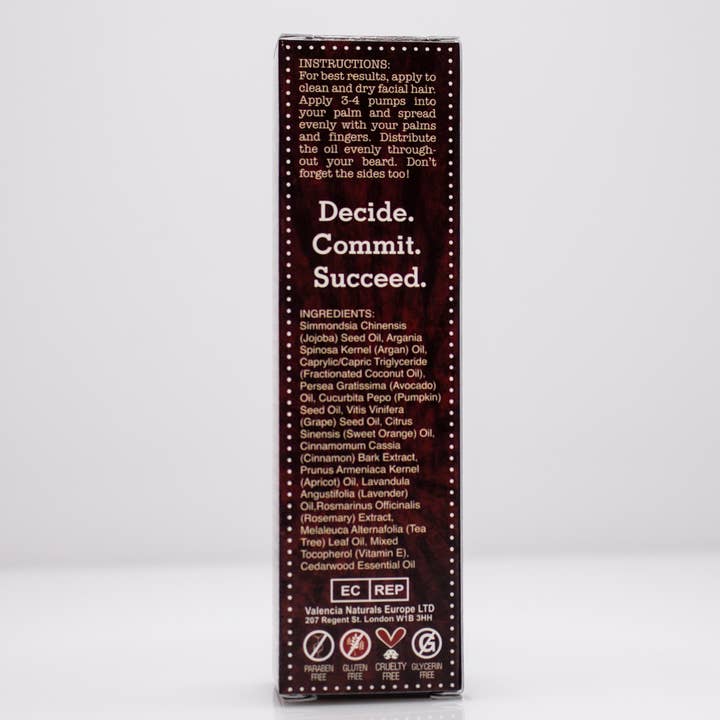 INSTRUCTIONS:
For best results, apply to
clean and dry facial hair.
Apply 3-4 pumps into
your palm and spread
evenly with your palms
and fingers. Distribute
the oil evenly through-
out your beard. Don't
forget the sides too!
Decide.
Commit.
Succeed.
INGREDIENTS:
Simmondsia Chinensis
(Jojoba) Seed Oil, Argania
Spinosa Kernel (Argan) Oil,
Caprylic/Capric Triglyceride
(Fractionated Coconut Oil),
Persea Gratissima (Avocado)
Oil, Cucurbita Pepo (Pumpkin)
Seed Oil, Vitis Vinifera
(Grape) Seed Oil, Citrus
Sinensis (Sweet Orange) Oil,
Cinnamomum Cassia
(Cinnamon) Bark Extract,
Prunus Armeniaca Kernel
(Apricot) Oil, Lavandula
Angustifolia (Lavender)
Oil,Rosmarinus Officinalis
(Rosemary) Extract,
Melaleuca Alternafolia (Tea
Tree) Leaf Oil, Mixed
Tocopherol (Vitamin E),
Cedarwood Essential Oil
EC REP
Valencia Naturals Europe LTD
207 Regent St. London W1B 3HH
PARABEN FREE
GLUTEN FREE
CRUELTY FREE
GLYCERIN FREE